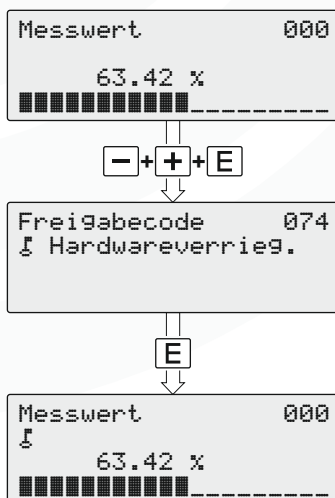 Messwert 000
63.42 %
- + + + E
Freigabecode 074
Hardwareverrieg.
E
Messwert 000
63.42 %